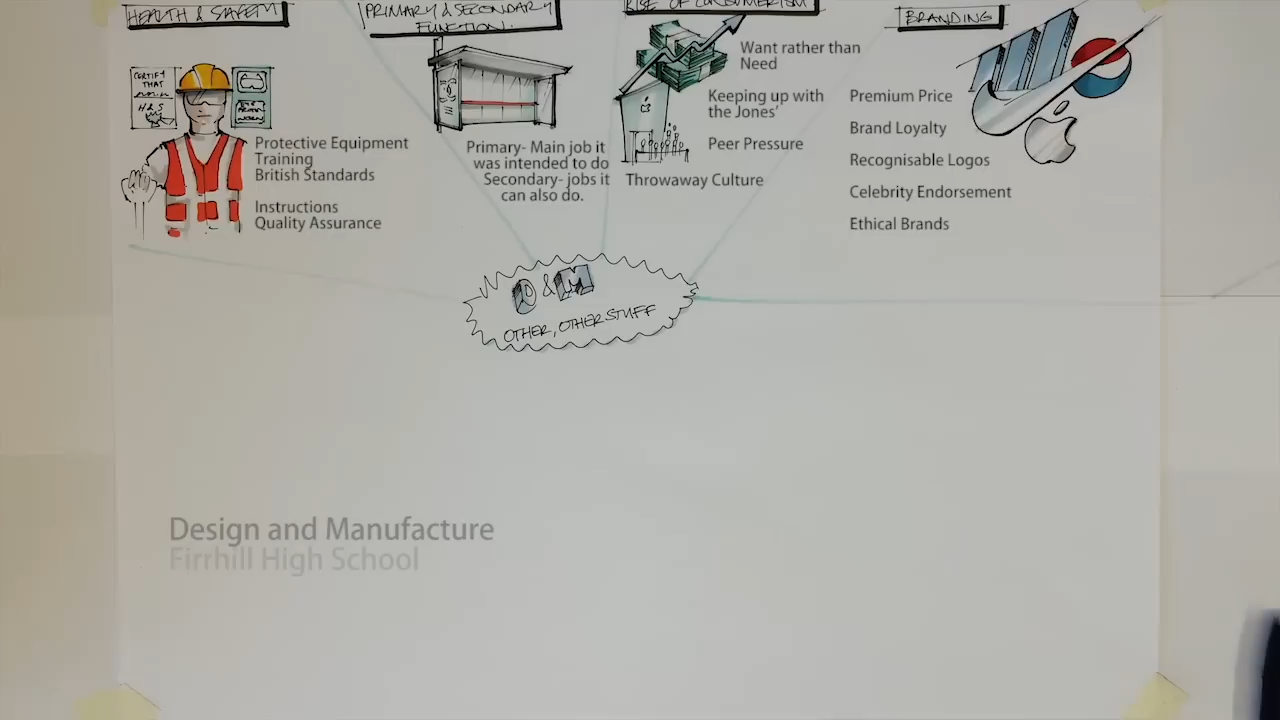 HEALTH & SAFETY
PRIMARY & SECONDARY
FUNCTION.
RISE OF CONSUMERISM
BRANDING
CERTIFY
THAT
H&S
Protective Equipment
Training
British Standards
Instructions
Quality Assurance
Primary- Main job it
was intended to do
Secondary- jobs it
can also do.
Want rather than
Need
Keeping up with
the Jones'
Peer Pressure
Throwaway Culture
Premium Price
Brand Loyalty
Recognisable Logos
Celebrity Endorsement
Ethical Brands
D & M
OTHER, OTHER STUFF
Design and Manufacture
Firrhill High School